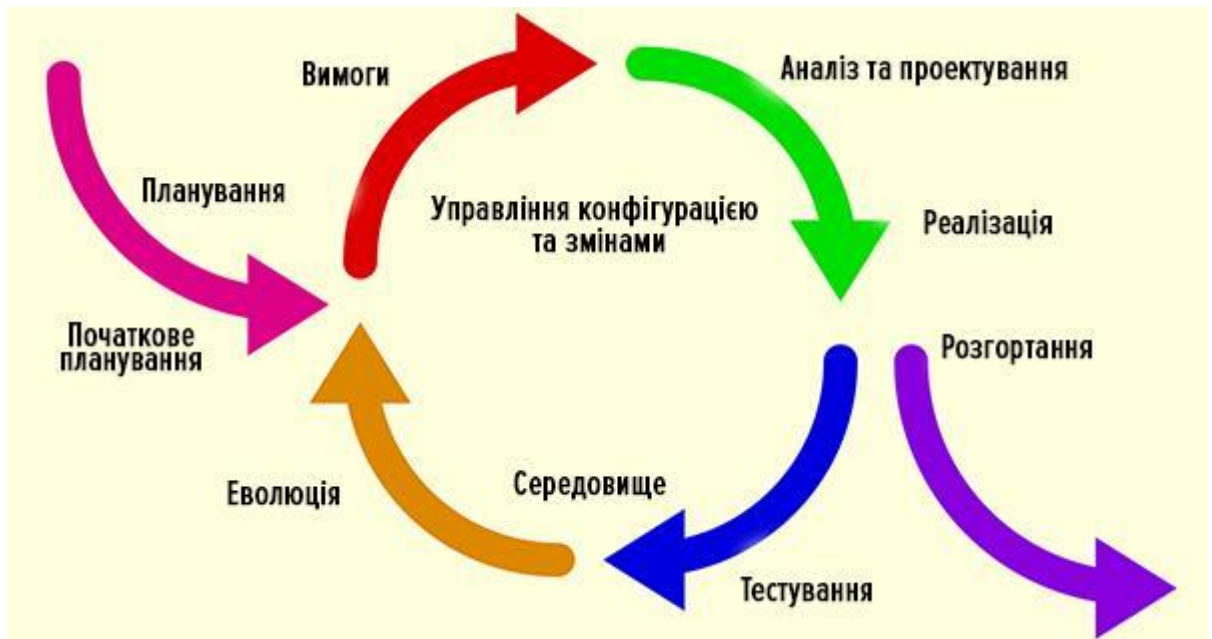 Вимоги
Аналіз та проектування
Планування
Управління конфігурацією
та змінами
Реалізація
Початкове
планування
Розгортання
Еволюція
Середовище
Тестування